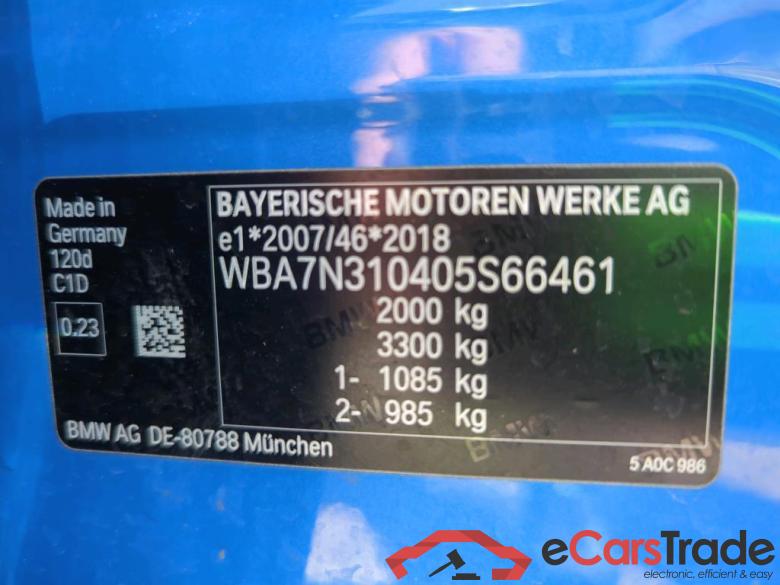 Made in
Germany
120d
C1D
0.23
BAYERISCHE MOTOREN WERKE AG
e1*2007/46*2018
WBA7N310405S66461
2000 kg
3300 kg
1- 1085 kg
2- 985 kg
BMW AG DE-80788 München
5 A0C 986
eCarsTrade
electronic, efficient & easy